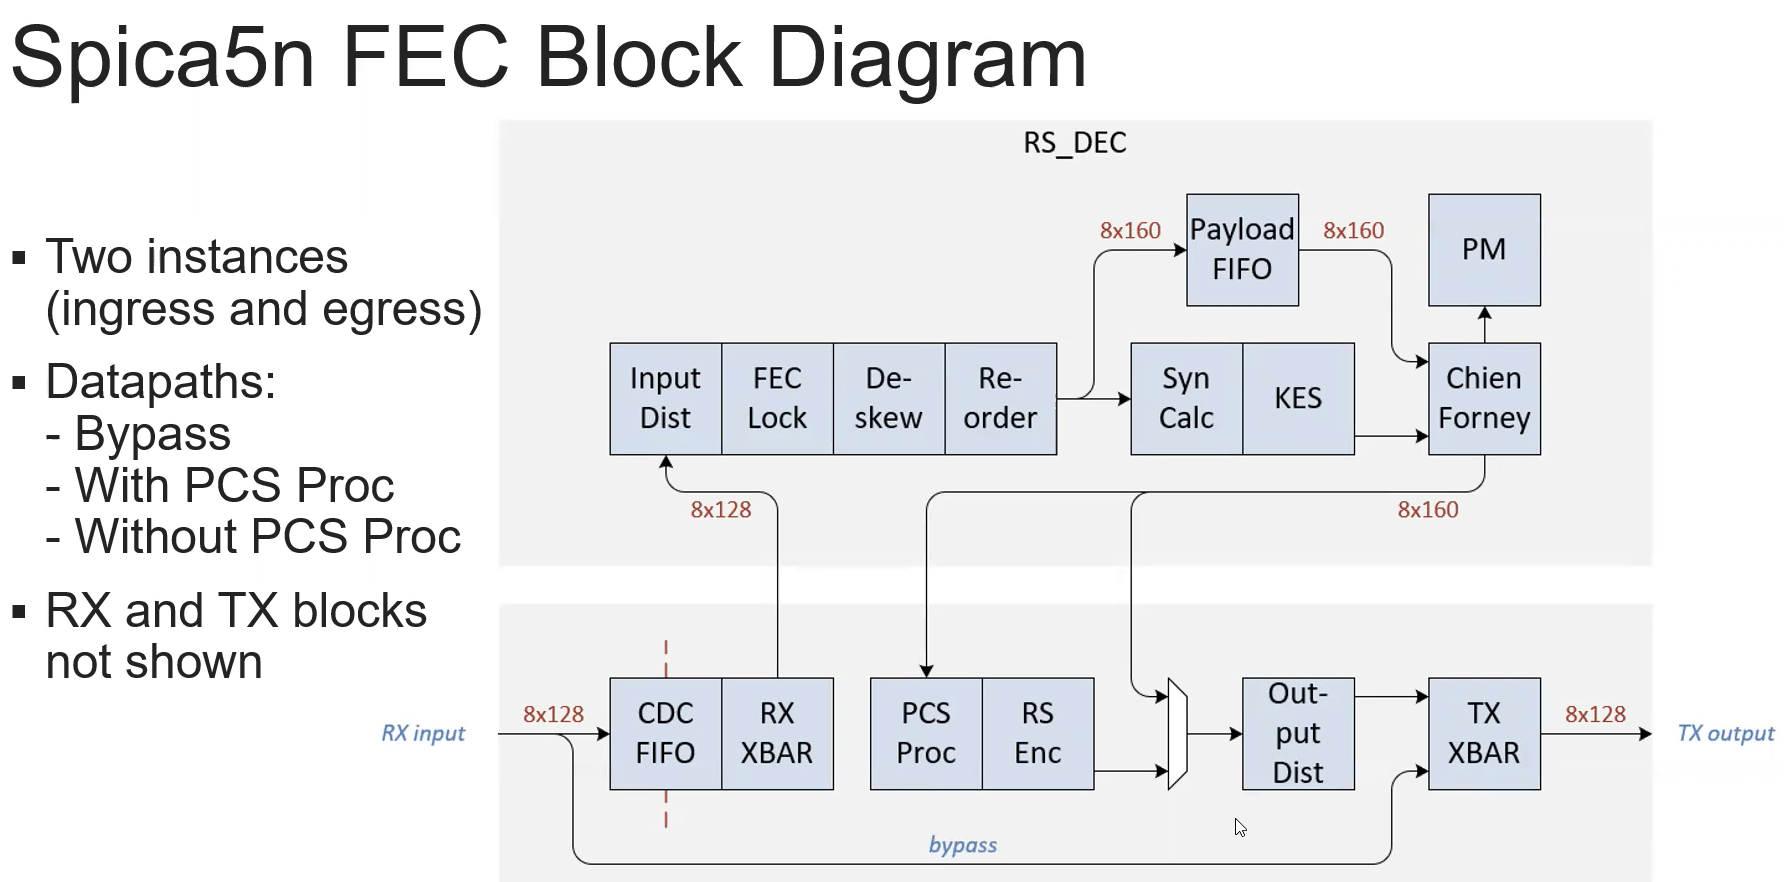 Spica5n FEC Block Diagram
▪ Two instances
(ingress and egress)
▪ Datapaths:
- Bypass
- With PCS Proc
- Without PCS Proc
▪ RX and TX blocks
not shown
RS_DEC
8x160
Payload
FIFO
8x160
PM
Input
Dist
FEC
Lock
De-
skew
Re-
order
Syn
Calc
KES
Chien
Forney
8x128
8x160
RX input
8x128
CDC
FIFO
RX
XBAR
PCS
Proc
RS
Enc
Out-
put
Dist
TX
XBAR
8x128
TX output
bypass